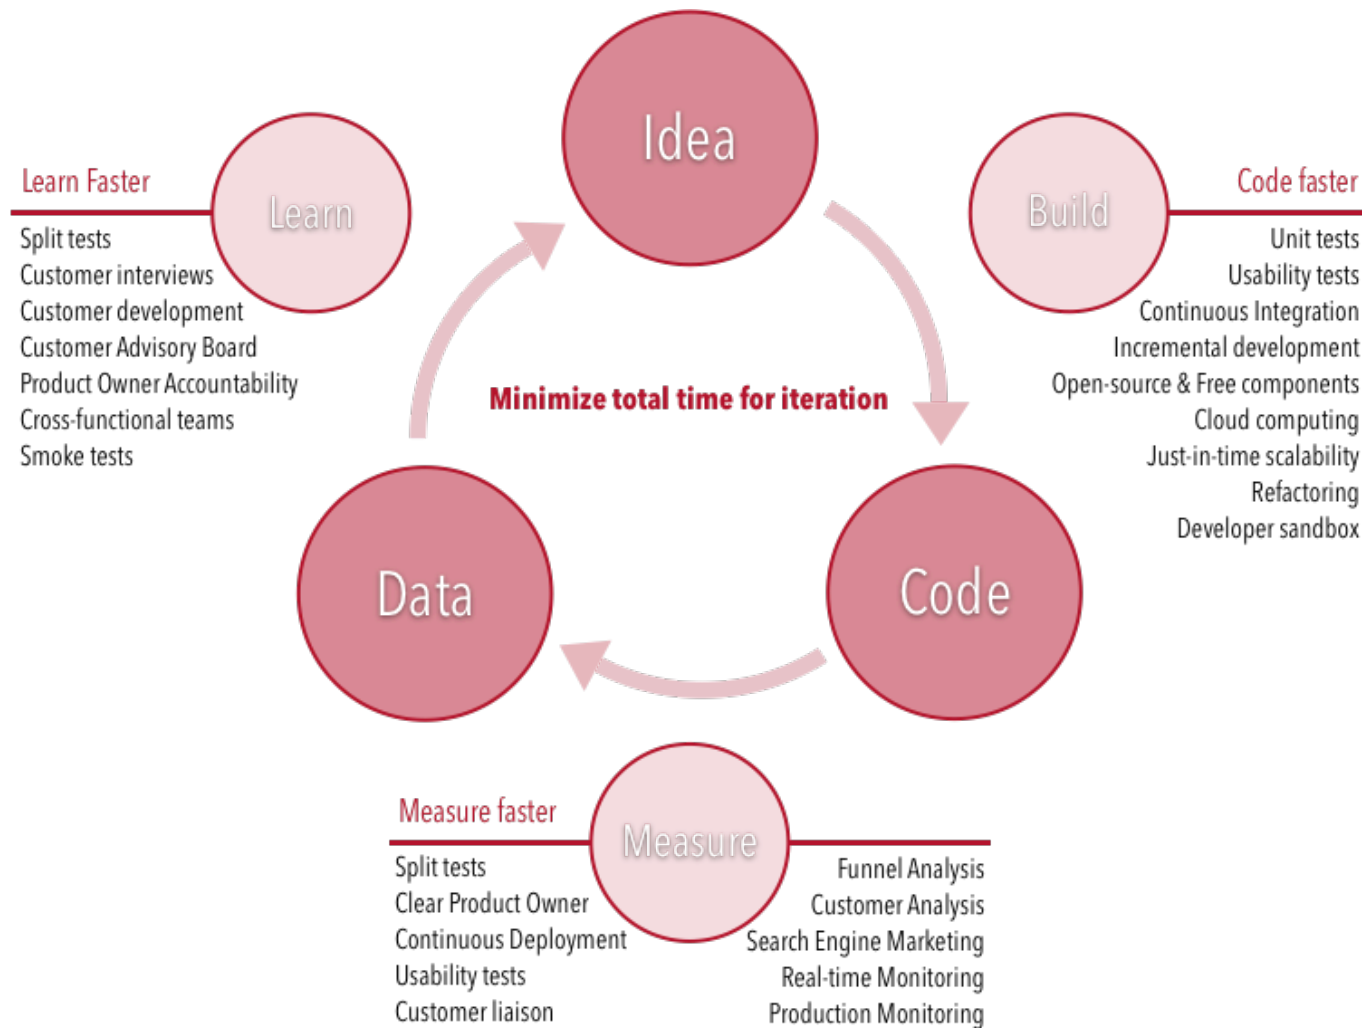 Idea
Learn Faster
Learn
Split tests
Customer interviews
Customer development
Customer Advisory Board
Product Owner Accountability
Cross-functional teams
Smoke tests
Build
Code faster
Unit tests
Usability tests
Continuous Integration
Incremental development
Open-source & Free components
Cloud computing
Just-in-time scalability
Refactoring
Developer sandbox
Minimize total time for iteration
Data
Code
Measure faster
Measure
Split tests
Clear Product Owner
Continuous Deployment
Usability tests
Customer liaison
Funnel Analysis
Customer Analysis
Search Engine Marketing
Real-time Monitoring
Production Monitoring